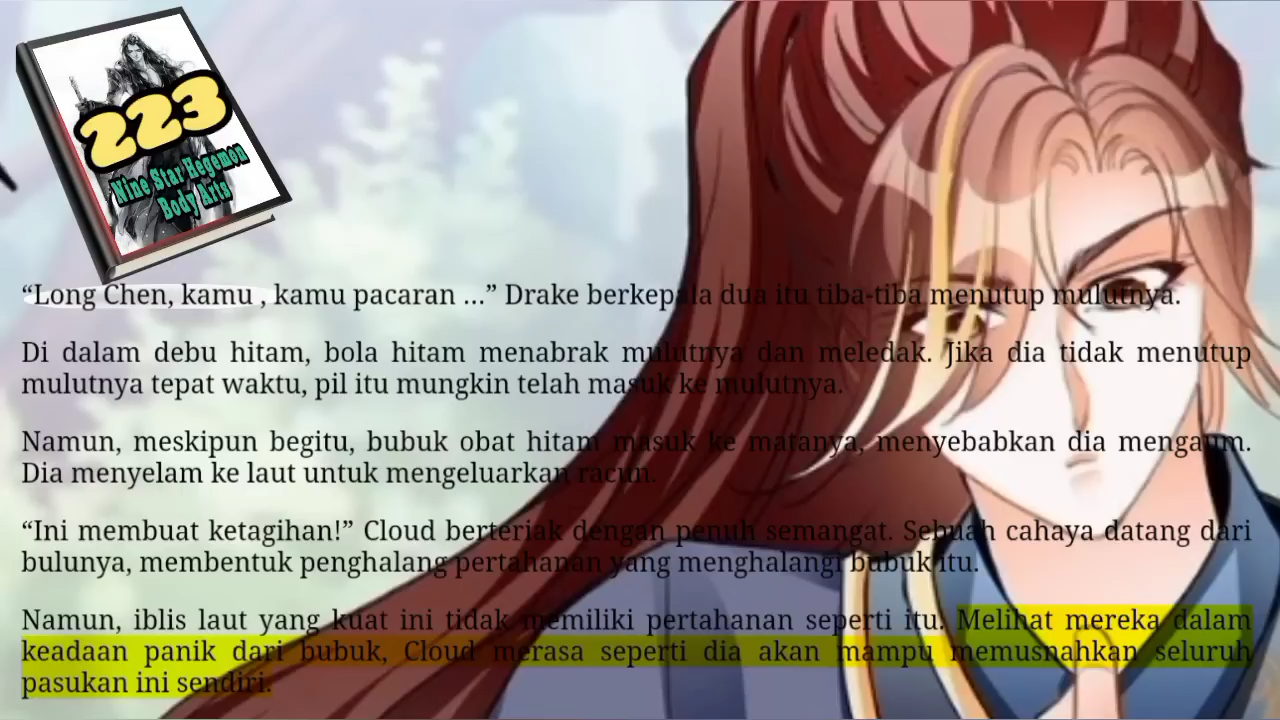 223
Nine Star Hegemon
Body Arts
“Long Chen, kamu , kamu pacaran ...” Drake berkepala dua itu tiba-tiba menutup mulutnya.
Di dalam debu hitam, bola hitam menabrak mulutnya dan meledak. Jika dia tidak menutup
mulutnya tepat waktu, pil itu mungkin telah masuk ke mulutnya.
Namun, meskipun begitu, bubuk obat hitam masuk ke matanya, menyebabkan dia mengaum.
Dia menyelam ke laut untuk mengeluarkan racun.
“Ini membuat ketagihan!” Cloud berteriak dengan penuh semangat. Sebuah cahaya datang dari
bulunya, membentuk penghalang pertahanan yang menghalangi bubuk itu.
Namun, iblis laut yang kuat ini tidak memiliki pertahanan seperti itu. Melihat mereka dalam
keadaan panik dari bubuk, Cloud merasa seperti dia akan mampu memusnahkan seluruh
pasukan ini sendiri.